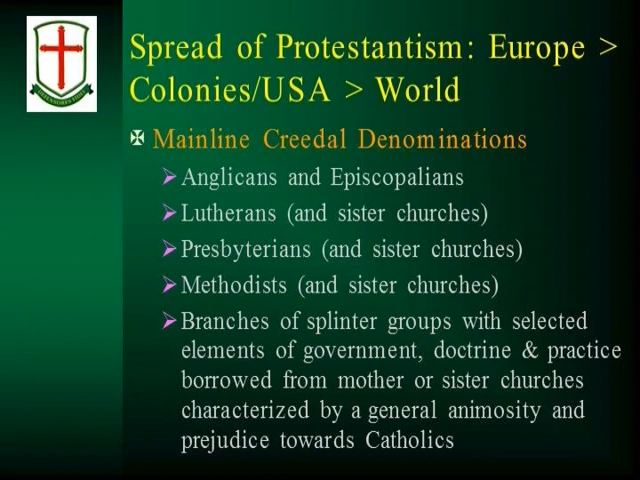 Spread of Protestantism: Europe >
Colonies/USA > World
Mainline Creedal Denominations
Anglicans and Episcopalians
Lutherans (and sister churches)
Presbyterians (and sister churches)
Methodists (and sister churches)
Branches of splinter groups with selected
elements of government, doctrine & practice
borrowed from mother or sister churches
characterized by a general animosity and
prejudice towards Catholics